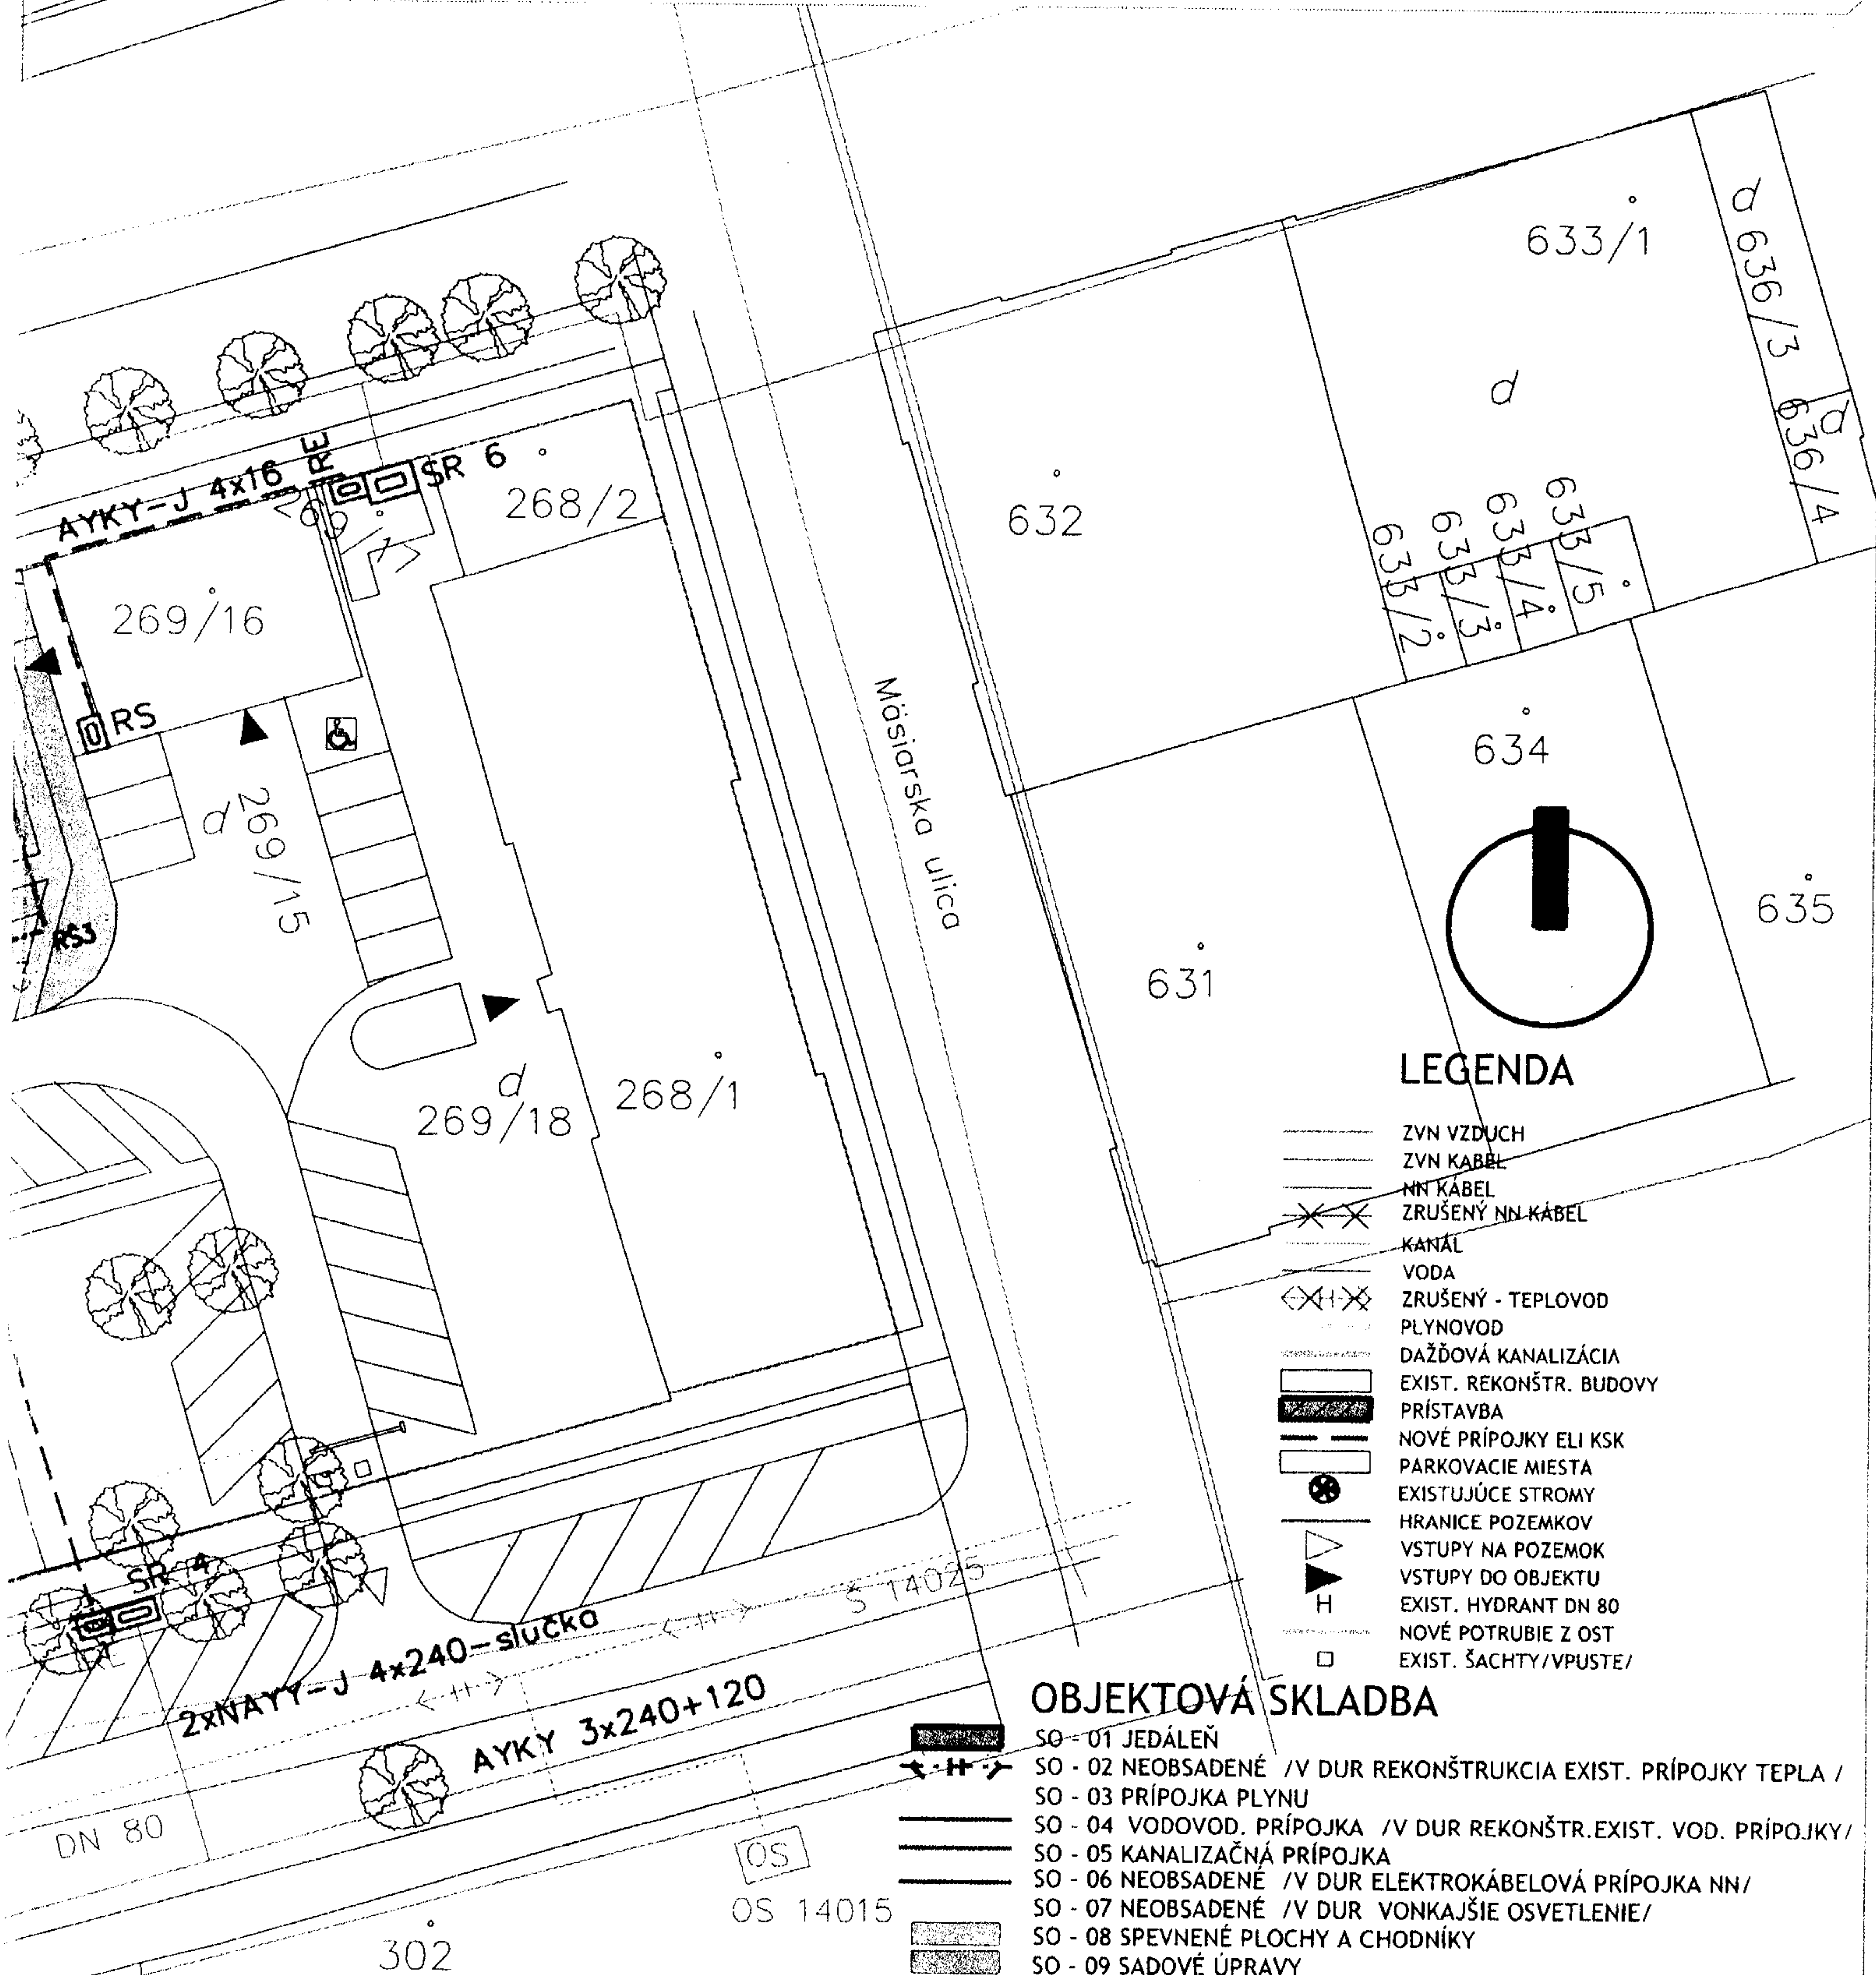 633/1
d
636/3
d
636/4
d
633/2
633/3
633/4
633/5
RE
AYKY-J 4x16
SR 6
268/2
632
269/16
RS
Mäsiarska ulica
634
d
269/15
635
RŠ3
631
d
269/18
268/1
LEGENDA
ZVN VZDUCH
ZVN KABEL
NN KÁBEL
ZRUŠENÝ NN KÁBEL
KANÁL
VODA
ZRUŠENÝ - TEPLOVOD
PLYNOVOD
DAŽĎOVÁ KANALIZÁCIA
EXIST. REKONŠTR. BUDOVY
PRÍSTAVBA
NOVÉ PRÍPOJKY ELI KSK
PARKOVACIE MIESTA
EXISTUJÚCE STROMY
HRANICE POZEMKOV
VSTUPY NA POZEMOK
VSTUPY DO OBJEKTU
H EXIST. HYDRANT DN 80
NOVÉ POTRUBIE Z OST
EXIST. ŠACHTY/VPUSTE/
SR 4
S 14025
2xNAYY-J 4x240-slučka
AYKY 3x240+120
DN 80
OS
OS 14015
302
OBJEKTOVÁ SKLADBA
SO - 01 JEDÁLEŇ
SO - 02 NEOBSADENÉ /V DUR REKONŠTRUKCIA EXIST. PRÍPOJKY TEPLA /
SO - 03 PRÍPOJKA PLYNU
SO - 04 VODOVOD. PRÍPOJKA /V DUR REKONŠTR.EXIST. VOD. PRÍPOJKY/
SO - 05 KANALIZAČNÁ PRÍPOJKA
SO - 06 NEOBSADENÉ /V DUR ELEKTROKÁBELOVÁ PRÍPOJKA NN/
SO - 07 NEOBSADENÉ /V DUR VONKAJŠIE OSVETLENIE/
SO - 08 SPEVNENÉ PLOCHY A CHODNÍKY
SO - 09 SADOVÉ ÚPRAVY